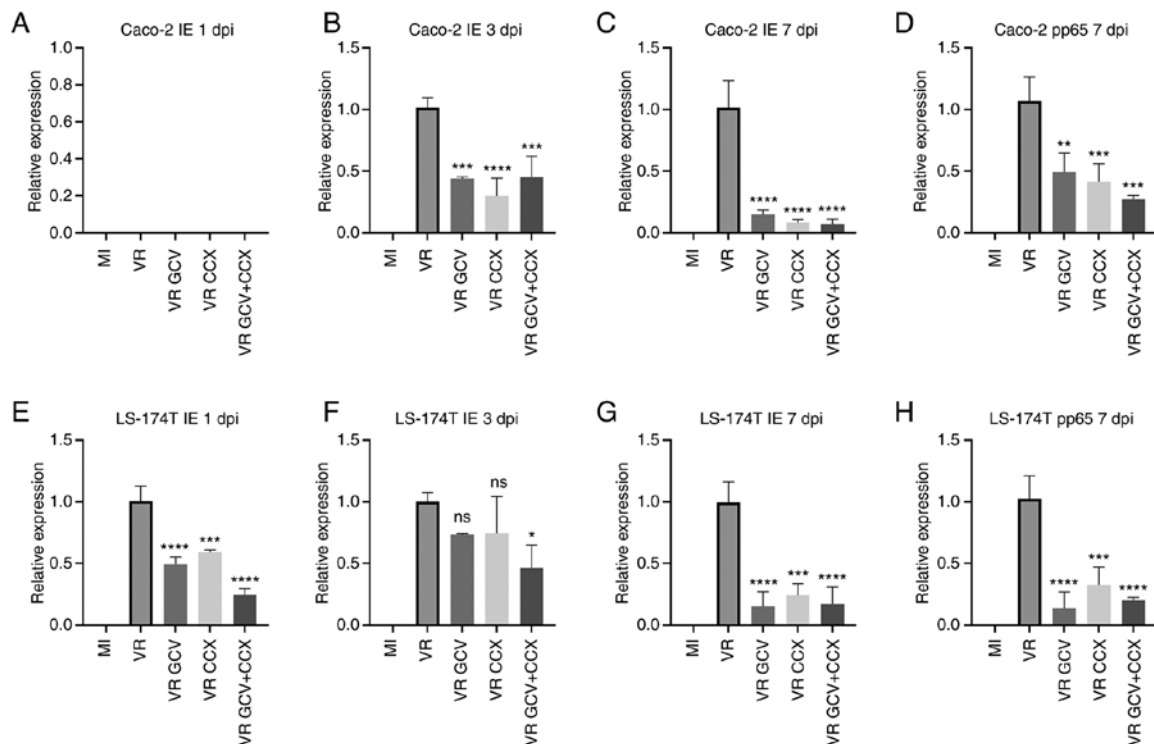 A
Caco-2 IE 1 dpi
Relative expression
1.0
0.8
0.6
0.4
0.2
0.0
MI
VR
VR GCV
VR CCX
VR GCV+CCX
B
Caco-2 IE 3 dpi
Relative expression
1.5
1.0
0.5
0.0
***
****
***
MI
VR
VR GCV
VR CCX
VR GCV+CCX
C
Caco-2 IE 7 dpi
Relative expression
1.5
1.0
0.5
0.0
****
****
****
MI
VR
VR GCV
VR CCX
VR GCV+CCX
D
Caco-2 pp65 7 dpi
Relative expression
1.5
1.0
0.5
0.0
**
***
***
MI
VR
VR GCV
VR CCX
VR GCV+CCX
E
LS-174T IE 1 dpi
Relative expression
1.5
1.0
0.5
0.0
****
***
****
MI
VR
VR GCV
VR CCX
VR GCV+CCX
F
LS-174T IE 3 dpi
Relative expression
1.5
1.0
0.5
0.0
ns
ns
*
MI
VR
VR GCV
VR CCX
VR GCV+CCX
G
LS-174T IE 7 dpi
Relative expression
1.5
1.0
0.5
0.0
****
***
****
MI
VR
VR GCV
VR CCX
VR GCV+CCX
H
LS-174T pp65 7 dpi
Relative expression
1.5
1.0
0.5
0.0
****
***
****
MI
VR
VR GCV
VR CCX
VR GCV+CCX